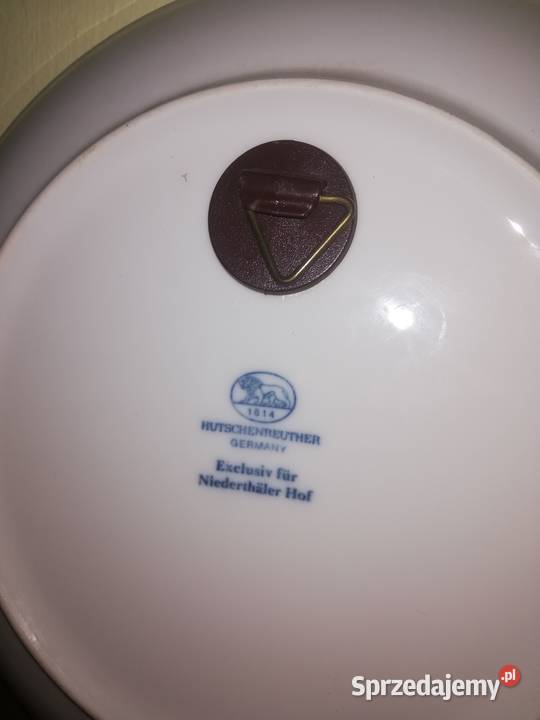 1814
HUTSCHENREUTHER
GERMANY
Exclusiv für
Niederthäler Hof
Sprzedajemy.pl